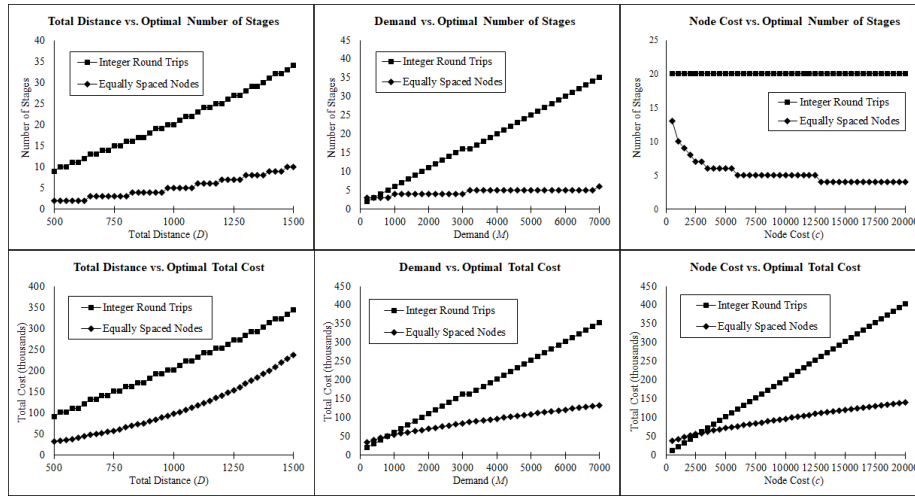 Total Distance vs. Optimal Number of Stages
40
35
30
25
20
15
10
5
0
Number of Stages
Integer Round Trips
Equally Spaced Nodes
500 750 1000 1250 1500
Total Distance (D)
Demand vs. Optimal Number of Stages
45
40
35
30
25
20
15
10
5
0
Number of Stages
Integer Round Trips
Equally Spaced Nodes
0 1000 2000 3000 4000 5000 6000 7000
Demand (M)
Node Cost vs. Optimal Number of Stages
25
20
15
10
5
0
Number of Stages
Integer Round Trips
Equally Spaced Nodes
0 2500 5000 7500 10000 12500 15000 17500 20000
Node Cost (c)
Total Distance vs. Optimal Total Cost
400
350
300
250
200
150
100
50
0
Total Cost (thousands)
Integer Round Trips
Equally Spaced Nodes
500 750 1000 1250 1500
Total Distance (D)
Demand vs. Optimal Total Cost
450
400
350
300
250
200
150
100
50
0
Total Cost (thousands)
Integer Round Trips
Equally Spaced Nodes
0 1000 2000 3000 4000 5000 6000 7000
Demand (M)
Node Cost vs. Optimal Total Cost
450
400
350
300
250
200
150
100
50
0
Total Cost (thousands)
Integer Round Trips
Equally Spaced Nodes
0 2500 5000 7500 10000 12500 15000 17500 20000
Node Cost (c)